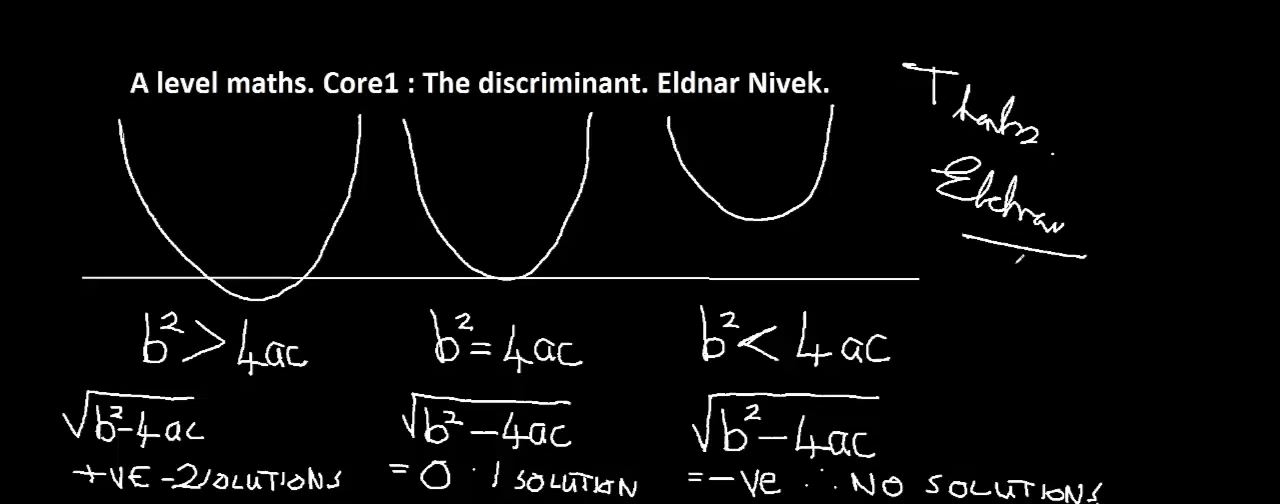 A level maths. Core1 : The discriminant. Eldnar Nivek.
Thanks.
Eldnar
b² > 4ac
b² = 4ac
b² < 4ac
√b²-4ac
√b²-4ac
√b²-4ac
+VE -2 SOLUTIONS
= 0 ∴ 1 SOLUTION
= -ve ∴ NO SOLUTIONS